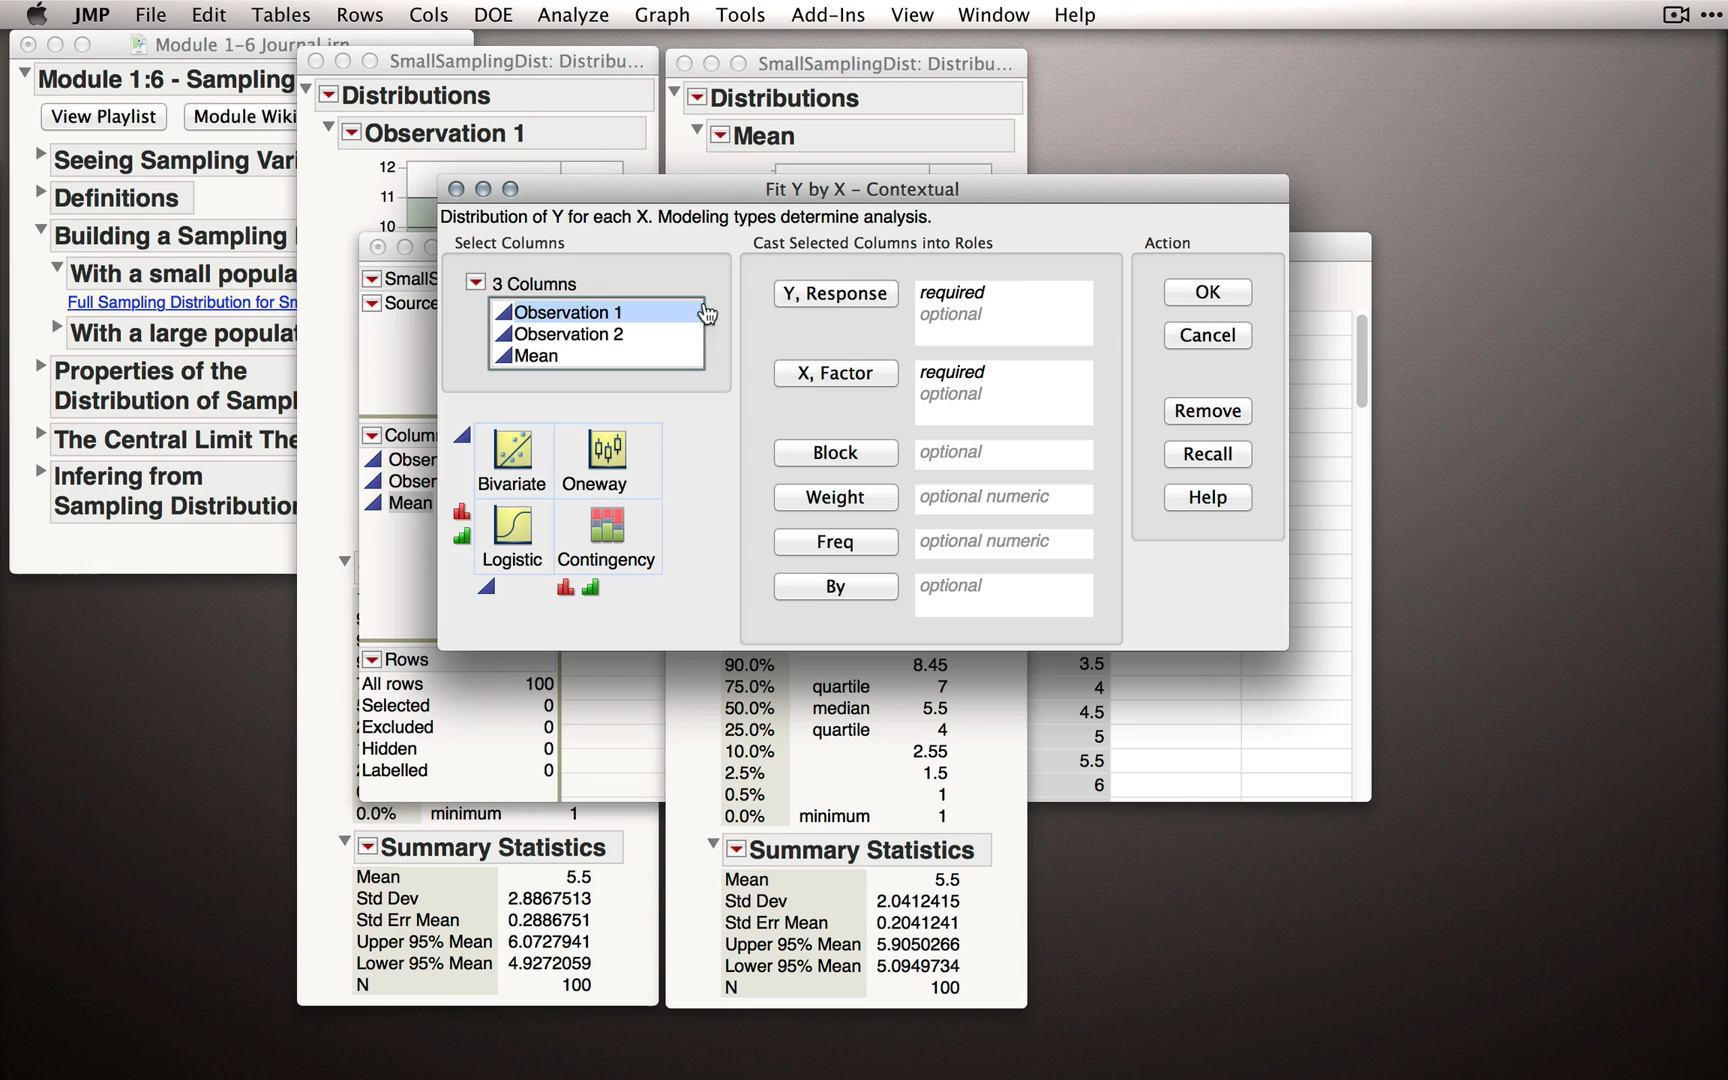 JMP File Edit Tables Rows Cols DOE Analyze Graph Tools Add-Ins View Window Help
Module 1-6 Journal.jrn
Module 1:6 - Sampling
View Playlist Module Wiki
Seeing Sampling Vari
Definitions
Building a Sampling
With a small popula
Full Sampling Distribution for Sn
With a large populat
Properties of the
Distribution of Sampl
The Central Limit The
Infering from
Sampling Distribution
SmallSamplingDist: Distribu...
Distributions
Observation 1
12
11
10
SmallSamplingDist: Distribu...
Distributions
Mean
SmallS
Source
Colum
Obser
Obser
Mean
Rows
All rows 100
Selected 0
Excluded 0
Hidden 0
Labelled 0
Fit Y by X - Contextual
Distribution of Y for each X. Modeling types determine analysis.
Select Columns
3 Columns
Observation 1
Observation 2
Mean
Bivariate Oneway
Logistic Contingency
Cast Selected Columns into Roles
Y, Response required
optional
X, Factor required
optional
Block optional
Weight optional numeric
Freq optional numeric
By optional
Action
OK
Cancel
Remove
Recall
Help
0.0% minimum 1
Summary Statistics
Mean 5.5
Std Dev 2.8867513
Std Err Mean 0.2886751
Upper 95% Mean 6.0727941
Lower 95% Mean 4.9272059
N 100
90.0% 8.45
75.0% quartile 7
50.0% median 5.5
25.0% quartile 4
10.0% 2.55
2.5% 1.5
0.5% 1
0.0% minimum 1
Summary Statistics
Mean 5.5
Std Dev 2.0412415
Std Err Mean 0.2041241
Upper 95% Mean 5.9050266
Lower 95% Mean 5.0949734
N 100
3.5
4
4.5
5
5.5
6